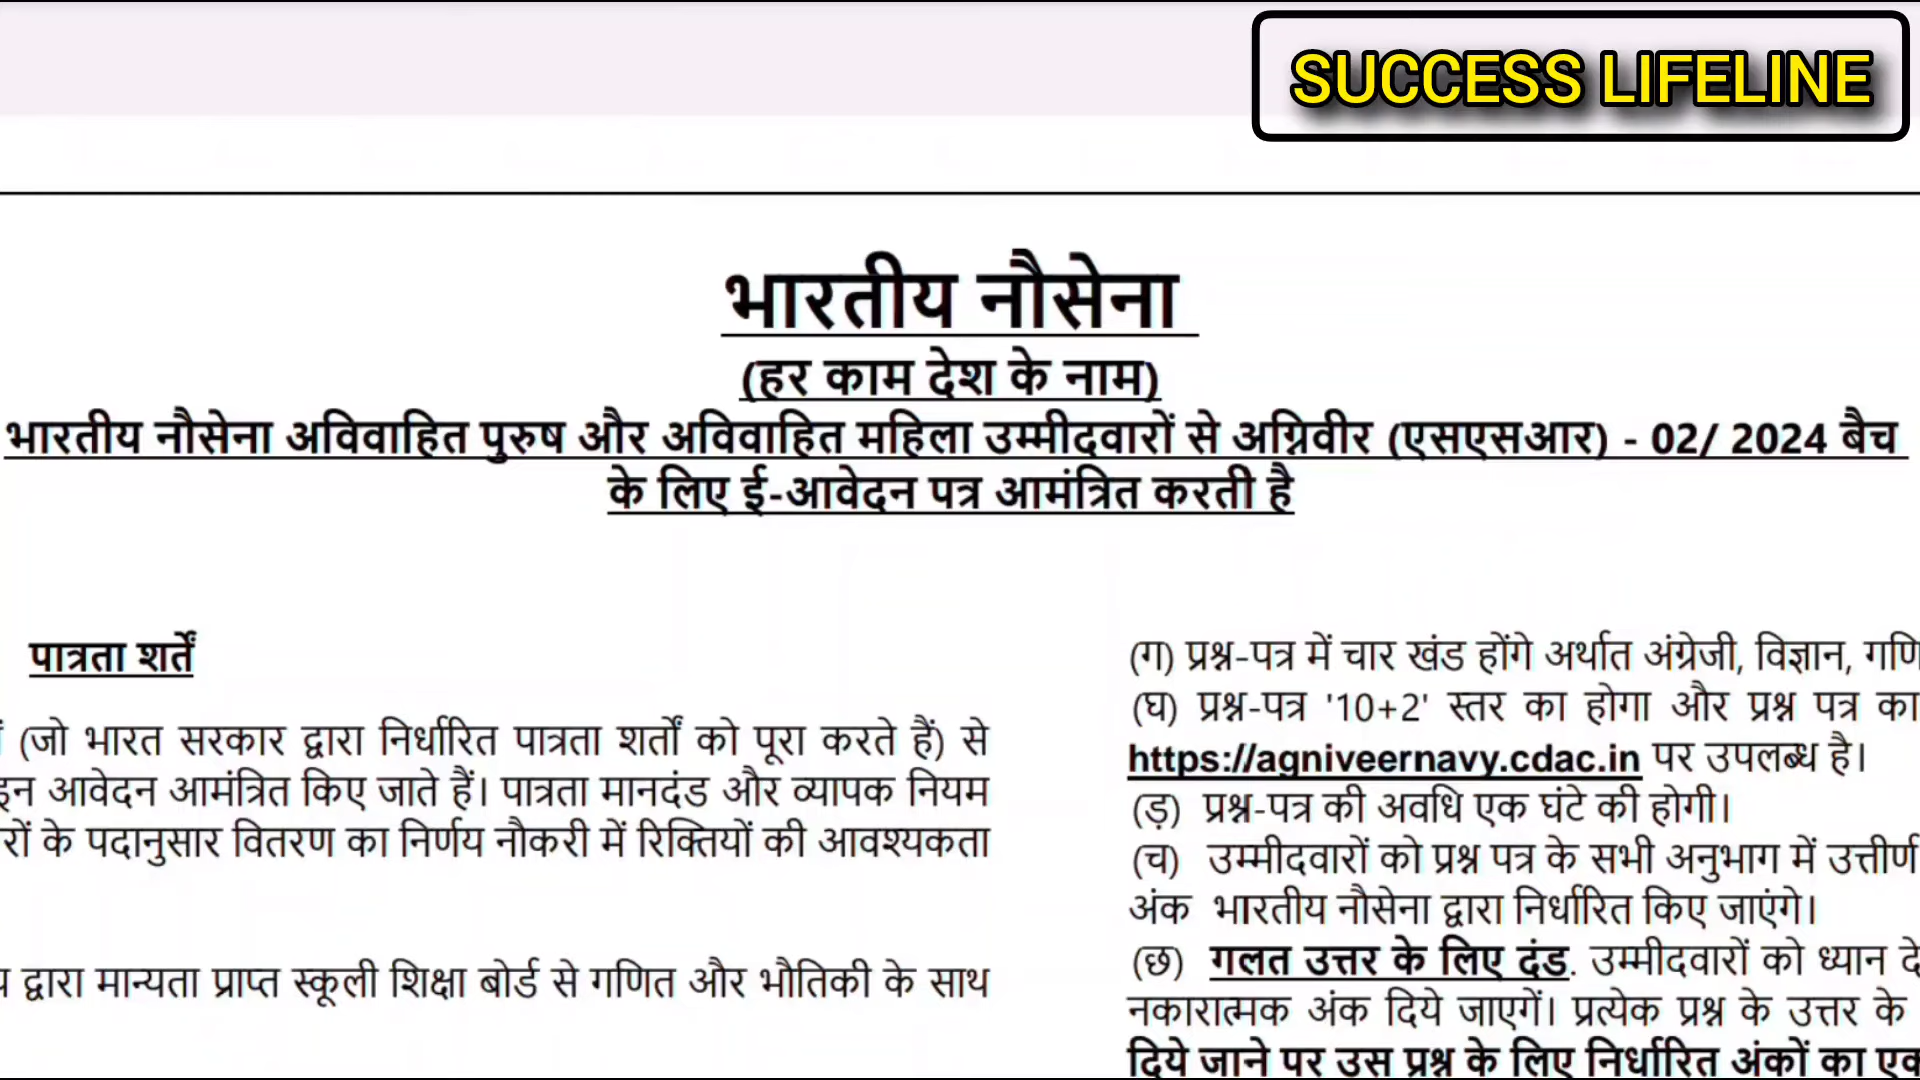 SUCCESS LIFELINE
भारतीय नौसेना
(हर काम देश के नाम)
भारतीय नौसेना अविवाहित पुरुष और अविवाहित महिला उम्मीदवारों से अग्निवीर (एसएसआर) - 02/ 2024 बैच
के लिए ई-आवेदन पत्र आमंत्रित करती है
पात्रता शर्ते
(जो भारत सरकार द्वारा निर्धारित पात्रता शर्तों को पूरा करते हैं) से
आवेदन आमंत्रित किए जाते हैं। पात्रता मानदंड और व्यापक नियम
के पदानुसार वितरण का निर्णय नौकरी में रिक्तियों की आवश्यकता
द्वारा मान्यता प्राप्त स्कूली शिक्षा बोर्ड से गणित और भौतिकी के साथ
(ग) प्रश्न-पत्र में चार खंड होंगे अर्थात अंग्रेजी, विज्ञान,
(घ) प्रश्न-पत्र '10+2' स्तर का होगा और प्रश्न पत्र का
https://agniveernavy.cdac.in पर उपलब्ध है।
(ड़) प्रश्न-पत्र की अवधि एक घंटे की होगी।
(च) उम्मीदवारों को प्रश्न पत्र के सभी अनुभाग में उत्तीर्ण
अंक भारतीय नौसेना द्वारा निर्धारित किए जाएंगे।
(छ) गलत उत्तर के लिए दंड. उम्मीदवारों को ध्यान
नकारात्मक अंक दिये जाएगें। प्रत्येक प्रश्न के उत्तर के
दिये जाने पर उस प्रश्न के लिए निर्धारित अंकों का